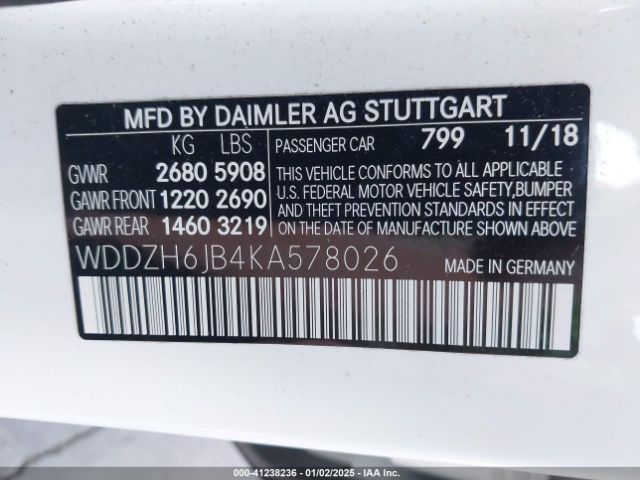 MFD BY DAIMLER AG STUTTGART
KG LBS
GVWR 2680 5908
GAWR FRONT 1220 2690
GAWR REAR 1460 3219
PASSENGER CAR 799 11/18
THIS VEHICLE CONFORMS TO ALL APPLICABLE
U.S. FEDERAL MOTOR VEHICLE SAFETY,BUMPER
AND THEFT PREVENTION STANDARDS IN EFFECT
ON THE DATE OF MANUFACTURE SHOWN ABOVE.
WDDZH6JB4KA578026 MADE IN GERMANY
000-41238236 - 01/02/2025 - IAA Inc.